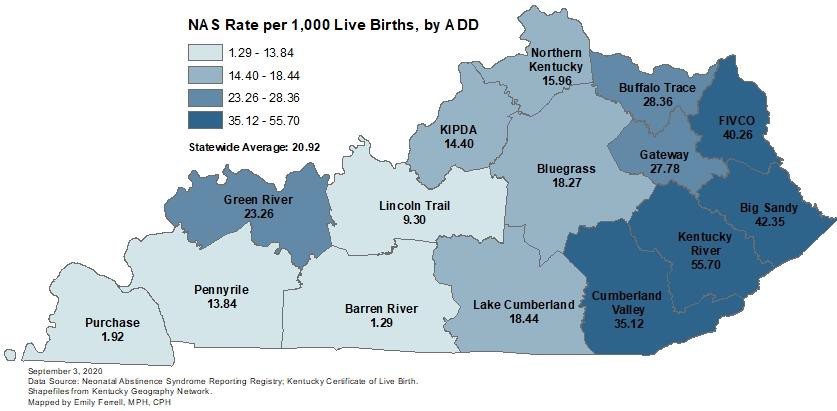 NAS Rate per 1,000 Live Births, by ADD
1.29 - 13.84
14.40 - 18.44
23.26 - 28.36
35.12 - 55.70
Statewide Average: 20.92
Northern
Kentucky
15.96
Buffalo Trace
28.36
FIVCO
40.26
KIPDA
14.40
Gateway
27.78
Bluegrass
18.27
Green River
23.26
Lincoln Trail
9.30
Big Sandy
42.35
Kentucky
River
55.70
Pennyrile
13.84
Barren River
1.29
Lake Cumberland
18.44
Cumberland
Valley
35.12
Purchase
1.92
September 3, 2020
Data Source: Neonatal Abstinence Syndrome Reporting Registry; Kentucky Certificate of Live Birth.
Shapefiles from Kentucky Geography Network.
Mapped by Emily Ferrell, MPH, CPH